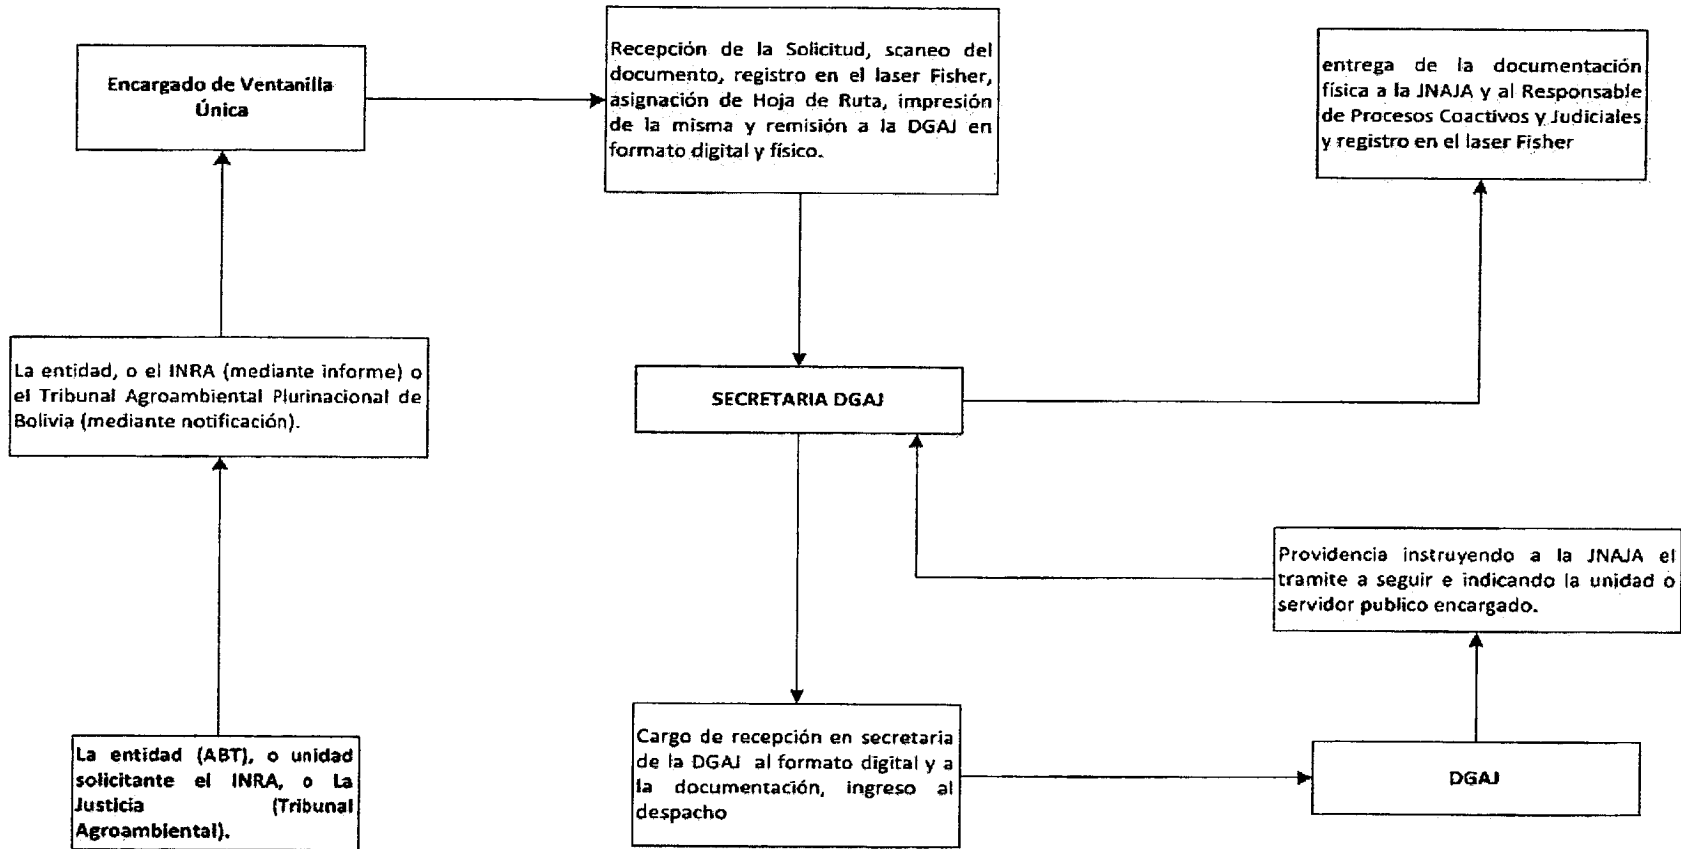 Encargado de Ventanilla
Única
Recepción de la Solicitud, scaneo del
documento, registro en el laser Fisher,
asignación de Hoja de Ruta, impresión
de la misma y remisión a la DGAJ en
formato digital y físico.
entrega de la documentación
física a la JNAJA y al Responsable
de Procesos Coactivos y Judiciales
y registro en el laser Fisher
La entidad, o el INRA (mediante informe) o
el Tribunal Agroambiental Plurinacional de
Bolivia (mediante notificación).
SECRETARIA DGAJ
Providencia instruyendo a la JNAJA el
tramite a seguir e indicando la unidad o
servidor publico encargado.
La entidad (ABT), o unidad
solicitante el INRA, o La
Justicia (Tribunal
Agroambiental).
Cargo de recepción en secretaria
de la DGAJ al formato digital y a
la documentación, ingreso al
despacho
DGAJ